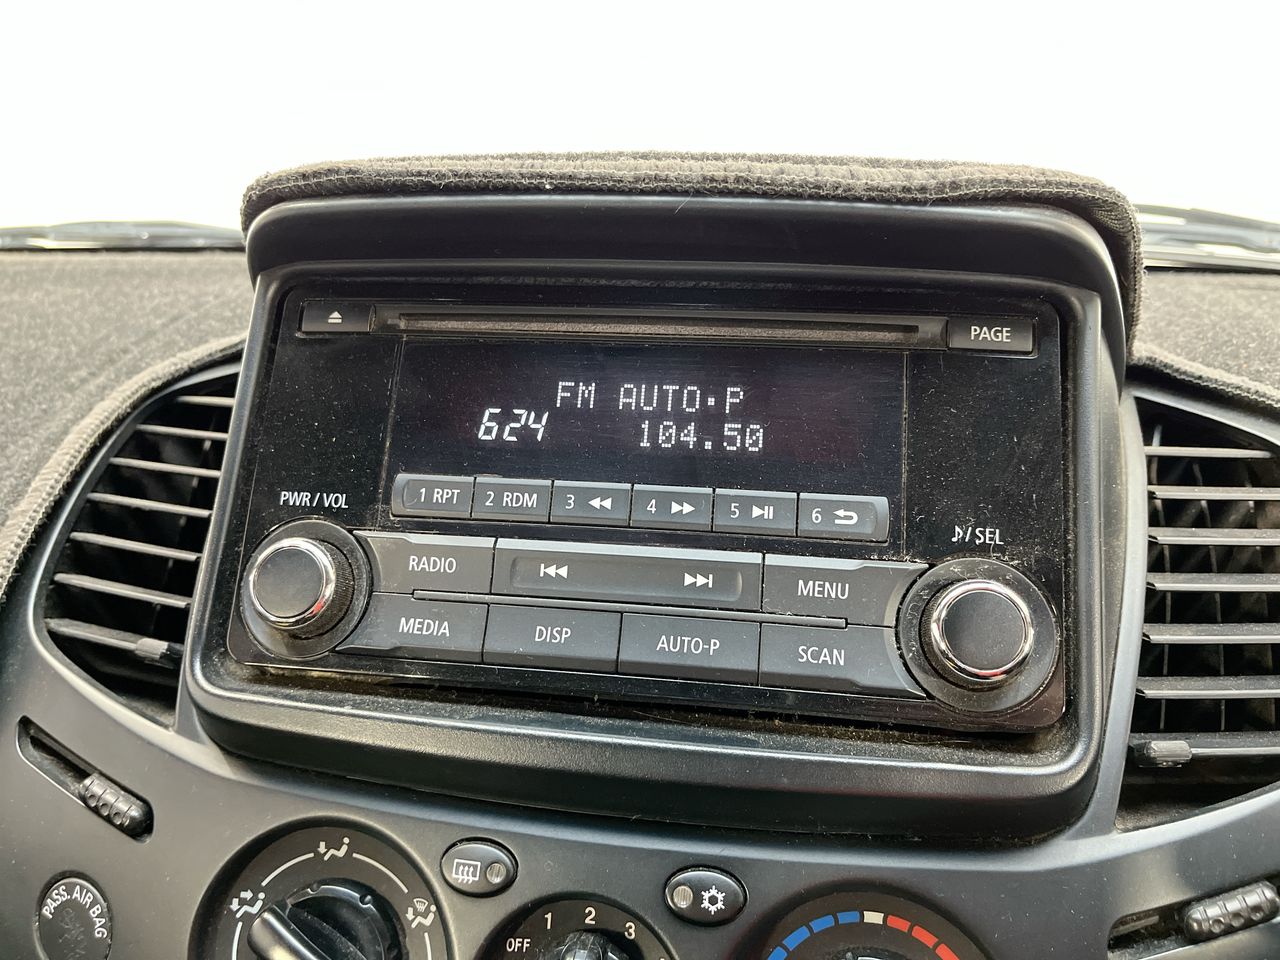 PAGE
FM AUTO·P
624 104.50
PWR / VOL
1 RPT 2 RDM 3 4 5 6
♪/ SEL
RADIO MENU
MEDIA DISP AUTO-P SCAN
PASS. AIR BAG
OFF 1 2 3